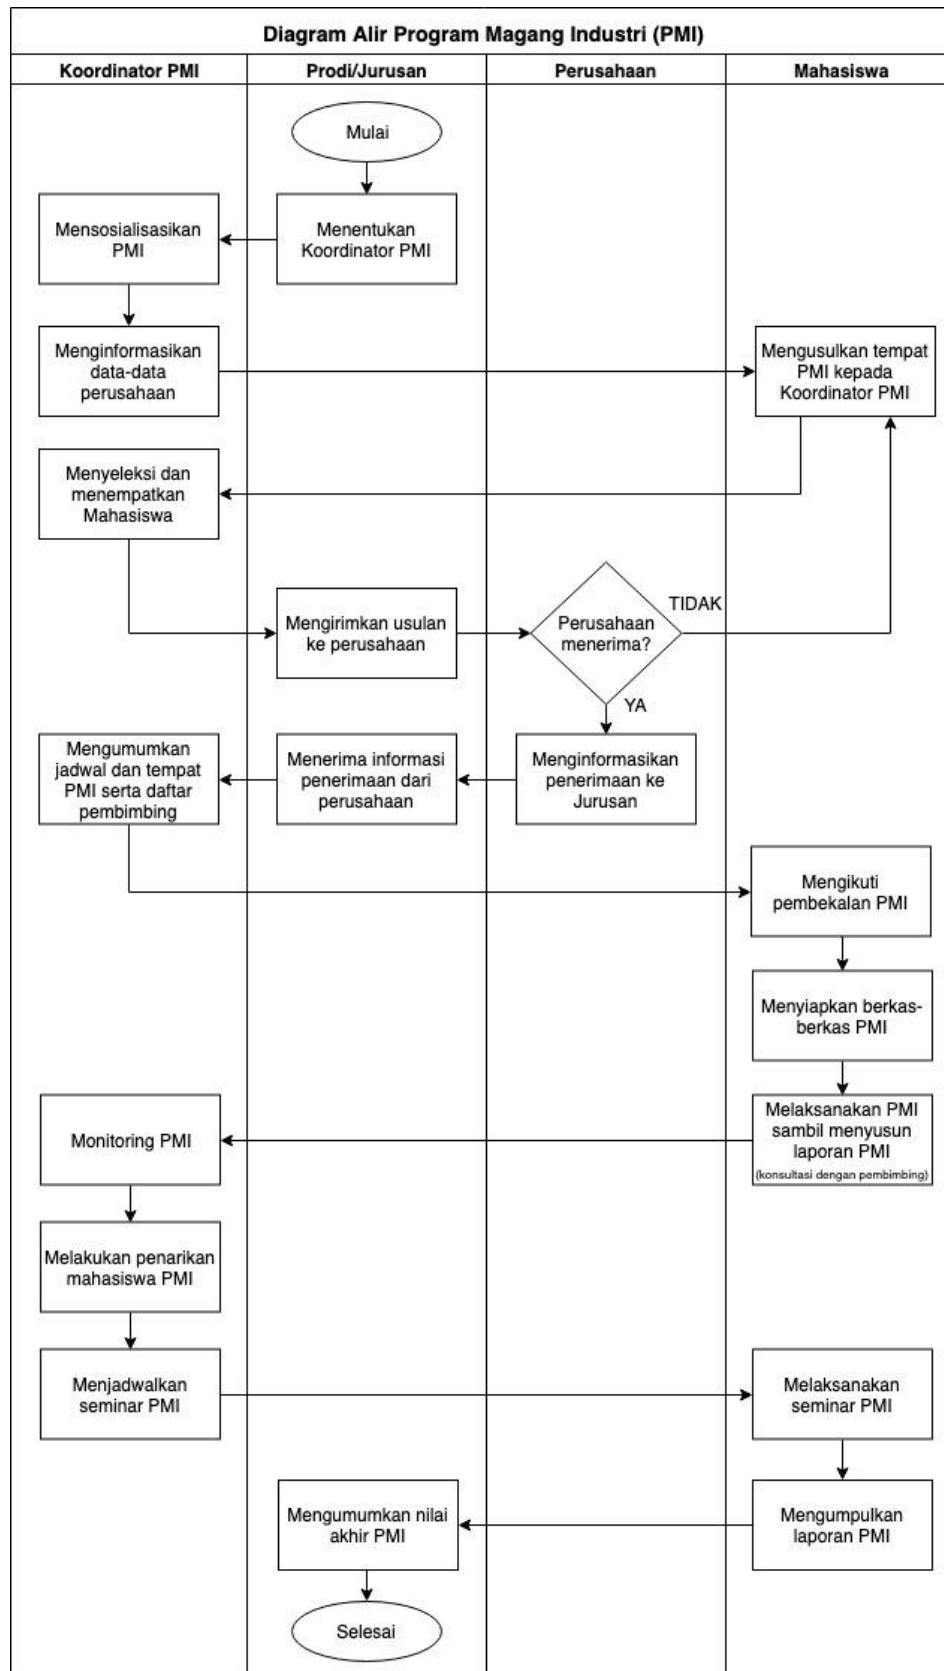 Diagram Alir Program Magang Industri (PMI)
Koordinator PMI
Prodi/Jurusan
Perusahaan
Mahasiswa
Mulai
Mensosialisasikan
PMI
Menentukan
Koordinator PMI
Menginformasikan
data-data
perusahaan
Mengusulkan tempat
PMI kepada
Koordinator PMI
Menyeleksi dan
menempatkan
Mahasiswa
Mengirimkan usulan
ke perusahaan
Perusahaan
menerima?
TIDAK
YA
Mengumumkan
jadwal dan tempat
PMI serta daftar
pembimbing
Menerima informasi
penerimaan dari
perusahaan
Menginformasikan
penerimaan ke
Jurusan
Mengikuti
pembekalan PMI
Menyiapkan berkas-
berkas PMI
Monitoring PMI
Melaksanakan PMI
sambil menyusun
laporan PMI
(konsultasi dengan pembimbing)
Melakukan penarikan
mahasiswa PMI
Menjadwalkan
seminar PMI
Melaksanakan
seminar PMI
Mengumumkan nilai
akhir PMI
Mengumpulkan
laporan PMI
Selesai